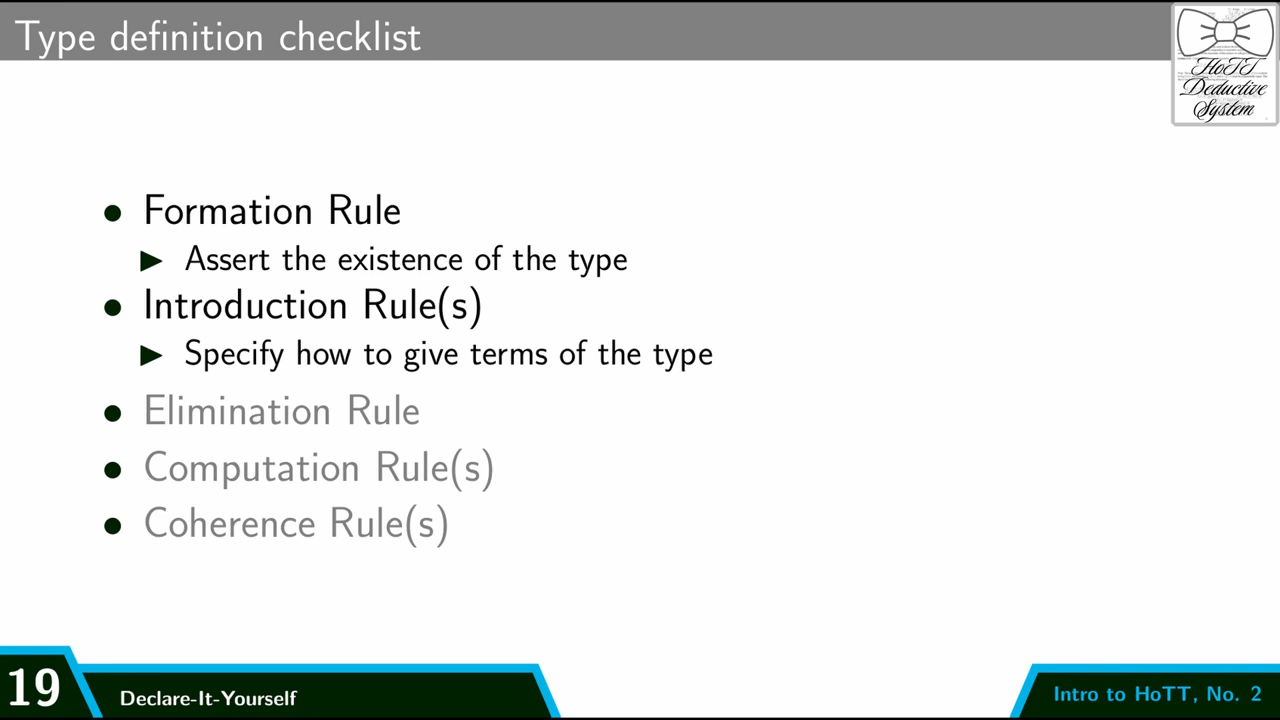 Type definition checklist
HoTT
Deductive
System
• Formation Rule
▶ Assert the existence of the type
• Introduction Rule(s)
▶ Specify how to give terms of the type
• Elimination Rule
• Computation Rule(s)
• Coherence Rule(s)
19
Declare-It-Yourself
Intro to HoTT, No. 2